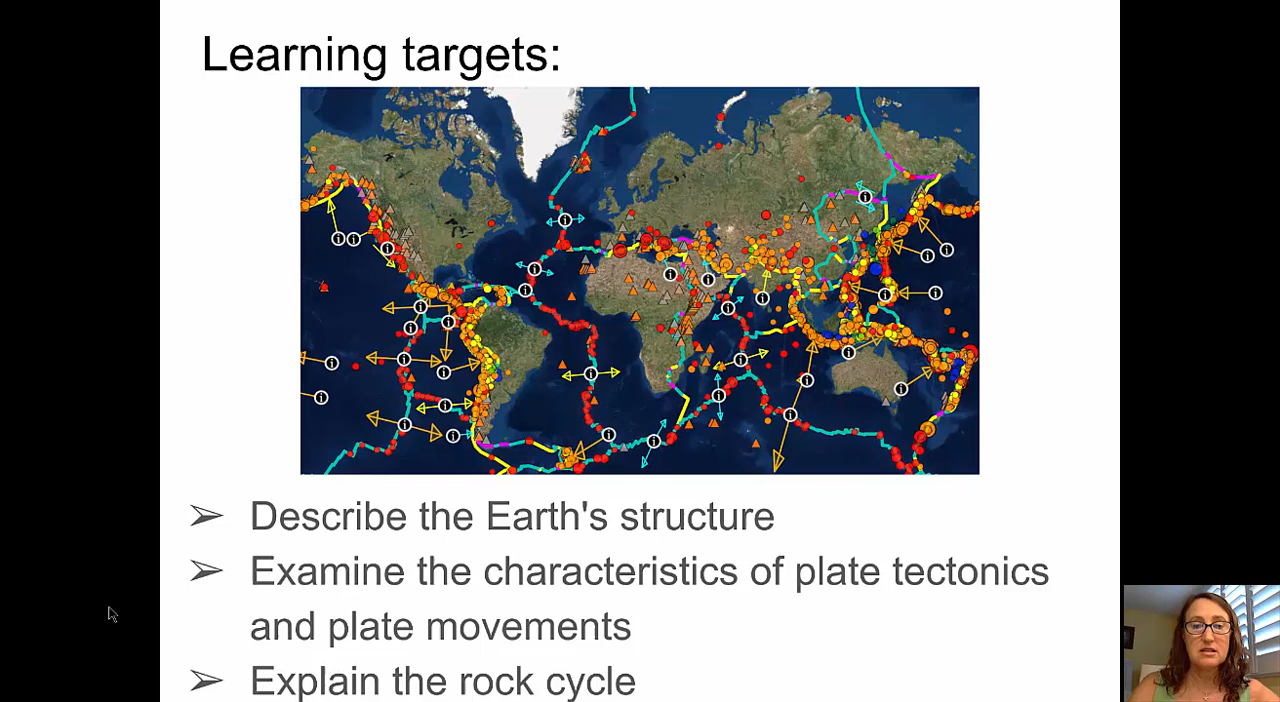 Learning targets:
➢ Describe the Earth's structure
➢ Examine the characteristics of plate tectonics
and plate movements
➢ Explain the rock cycle